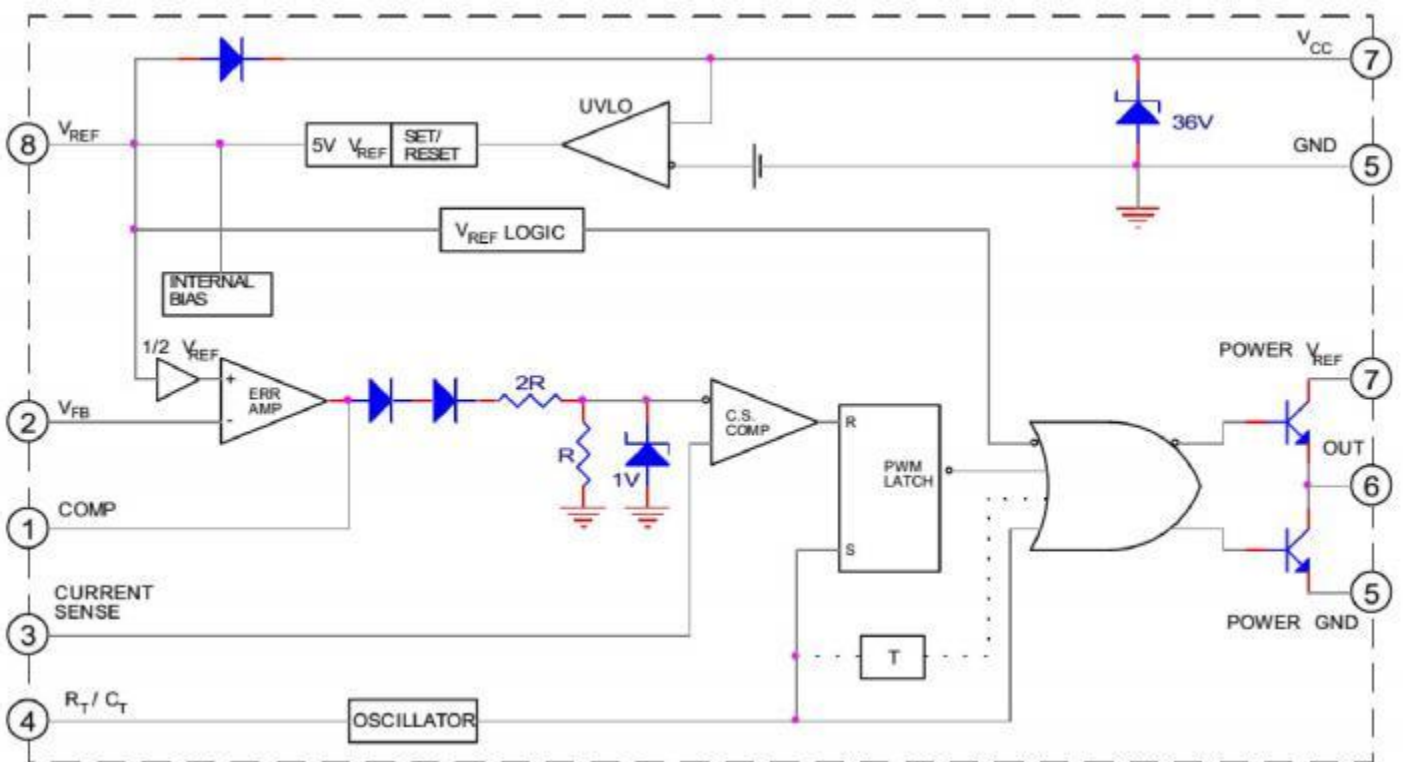 VCC
7
UVLO
8
VREF
5V VREF
SET/
RESET
36V
GND
5
VREF LOGIC
INTERNAL
BIAS
1/2 VREF
POWER VREF
7
+
ERR
AMP
-
2
VFB
2R
R
1V
C.S.
COMP
R
PWM
LATCH
S
OUT
6
1
COMP
CURRENT
SENSE
3
5
POWER GND
T
4
RT / CT
OSCILLATOR